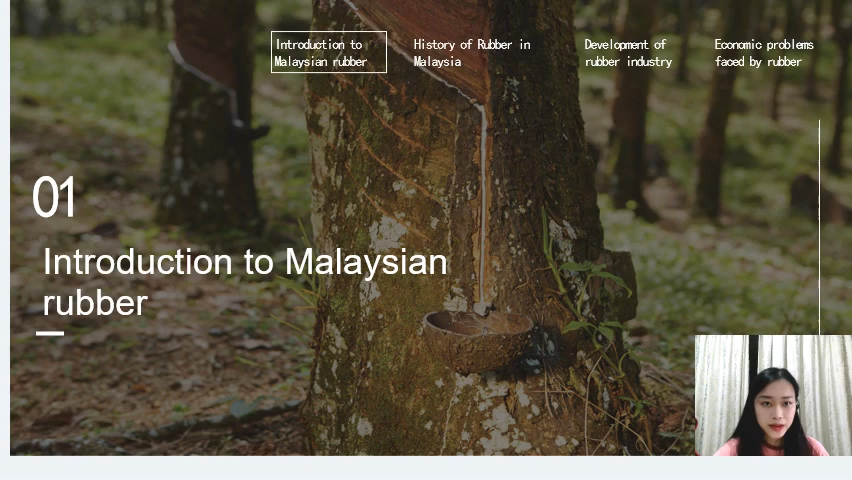 Introduction to
Malaysian rubber
History of Rubber in
Malaysia
Development of
rubber industry
Economic problems
faced by rubber
01
Introduction to Malaysian
rubber